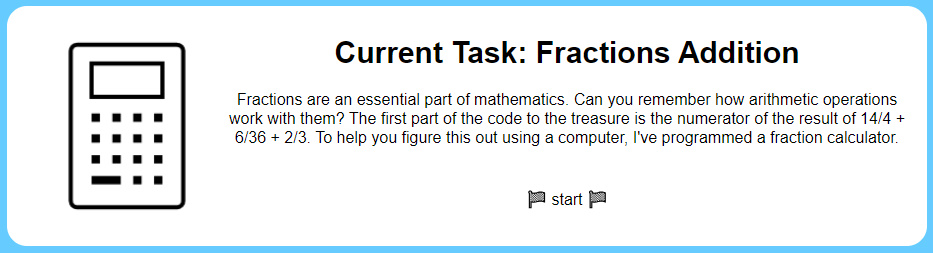 Current Task: Fractions Addition
Fractions are an essential part of mathematics. Can you remember how arithmetic operations
work with them? The first part of the code to the treasure is the numerator of the result of 14/4 +
6/36 + 2/3. To help you figure this out using a computer, I've programmed a fraction calculator.
start